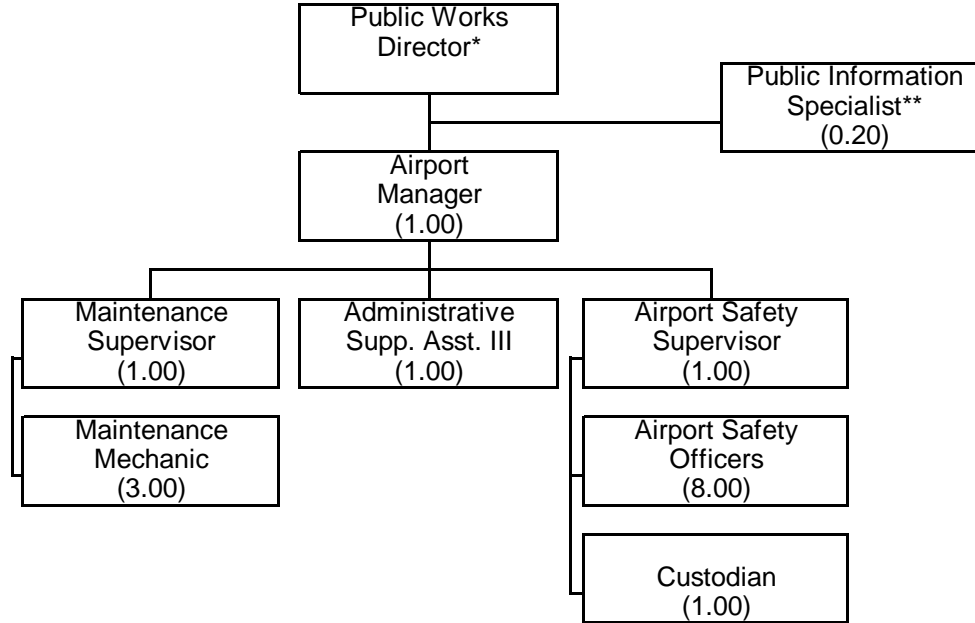 Public Works
Director*
Public Information
Specialist**
(0.20)
Airport
Manager
(1.00)
Maintenance
Supervisor
(1.00)
Administrative
Supp. Asst. III
(1.00)
Airport Safety
Supervisor
(1.00)
Maintenance
Mechanic
(3.00)
Airport Safety
Officers
(8.00)
Custodian
(1.00)